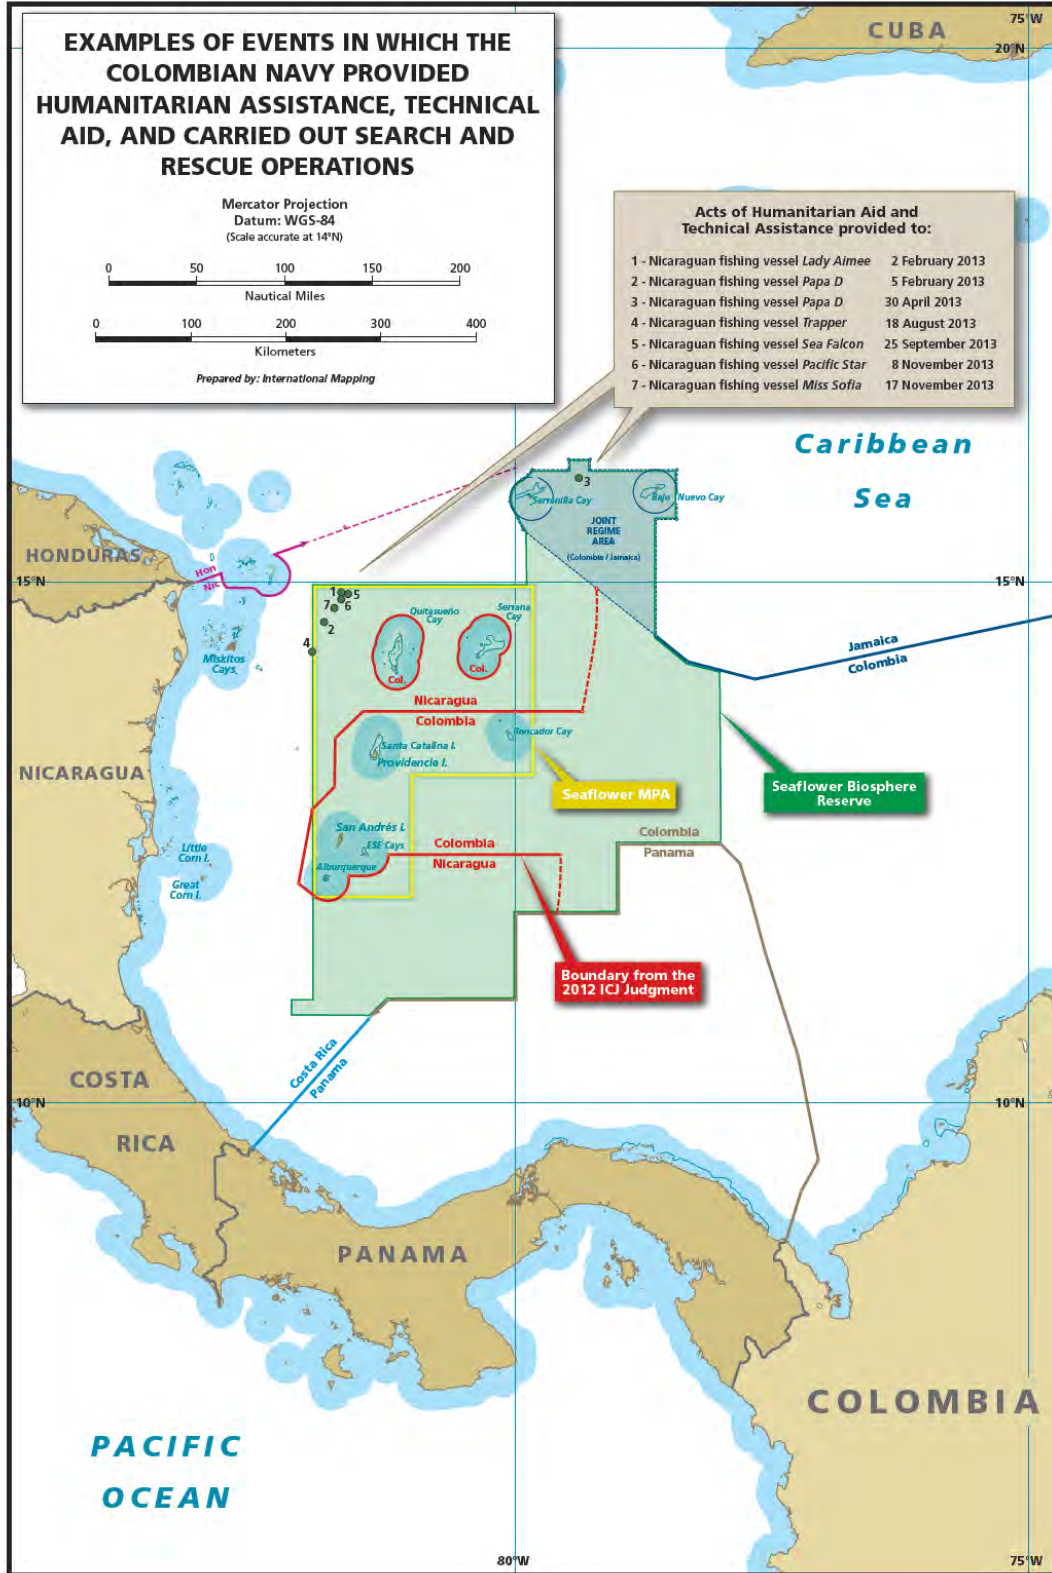 EXAMPLES OF EVENTS IN WHICH THE
COLOMBIAN NAVY PROVIDED
HUMANITARIAN ASSISTANCE, TECHNICAL
AID, AND CARRIED OUT SEARCH AND
RESCUE OPERATIONS
Mercator Projection
Datum: WGS-84
(Scale accurate at 14°N)
0 50 100 150 200
Nautical Miles
0 100 200 300 400
Kilometers
Prepared by: International Mapping
75°W
CUBA
20°N
Acts of Humanitarian Aid and
Technical Assistance provided to:
1 - Nicaraguan fishing vessel Lady Aimee 2 February 2013
2 - Nicaraguan fishing vessel Papa D 5 February 2013
3 - Nicaraguan fishing vessel Papa D 30 April 2013
4 - Nicaraguan fishing vessel Trapper 18 August 2013
5 - Nicaraguan fishing vessel Sea Falcon 25 September 2013
6 - Nicaraguan fishing vessel Pacific Star 8 November 2013
7 - Nicaraguan fishing vessel Miss Sofia 17 November 2013
Caribbean
Sea
3
Serranilla Cay
Bajo Nuevo Cay
JOINT
REGIME
AREA
(Colombia / Jamaica)
HONDURAS
Hon
Nic
15°N
15°N
1
5
7
6
2
4
Quitasueño
Cay
Serrana
Cay
Col.
Col.
Miskitos
Cays
Jamaica
Colombia
Nicaragua
Colombia
Roncador Cay
Santa Catalina I.
Providencia I.
NICARAGUA
Seaflower MPA
Seaflower Biosphere
Reserve
San Andrés I.
ESE Cays
Alburquerque
Colombia
Nicaragua
Colombia
Panama
Little
Corn I.
Great
Corn I.
Boundary from the
2012 ICJ Judgment
Costa Rica
Panama
COSTA
RICA
10°N
10°N
PANAMA
COLOMBIA
PACIFIC
OCEAN
80°W
75°W